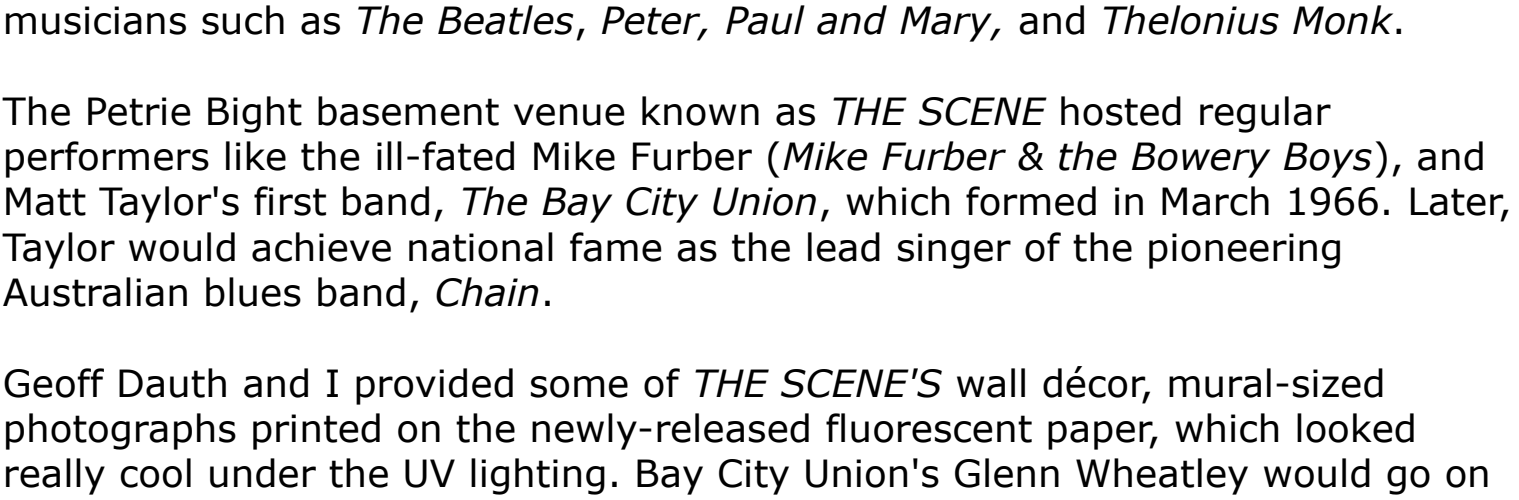 musicians such as The Beatles, Peter, Paul and Mary, and Thelonius Monk.
The Petrie Bight basement venue known as THE SCENE hosted regular
performers like the ill-fated Mike Furber (Mike Furber & the Bowery Boys), and
Matt Taylor's first band, The Bay City Union, which formed in March 1966. Later,
Taylor would achieve national fame as the lead singer of the pioneering
Australian blues band, Chain.
Geoff Dauth and I provided some of THE SCENE'S wall décor, mural-sized
photographs printed on the newly-released fluorescent paper, which looked
really cool under the UV lighting. Bay City Union's Glenn Wheatley would go on